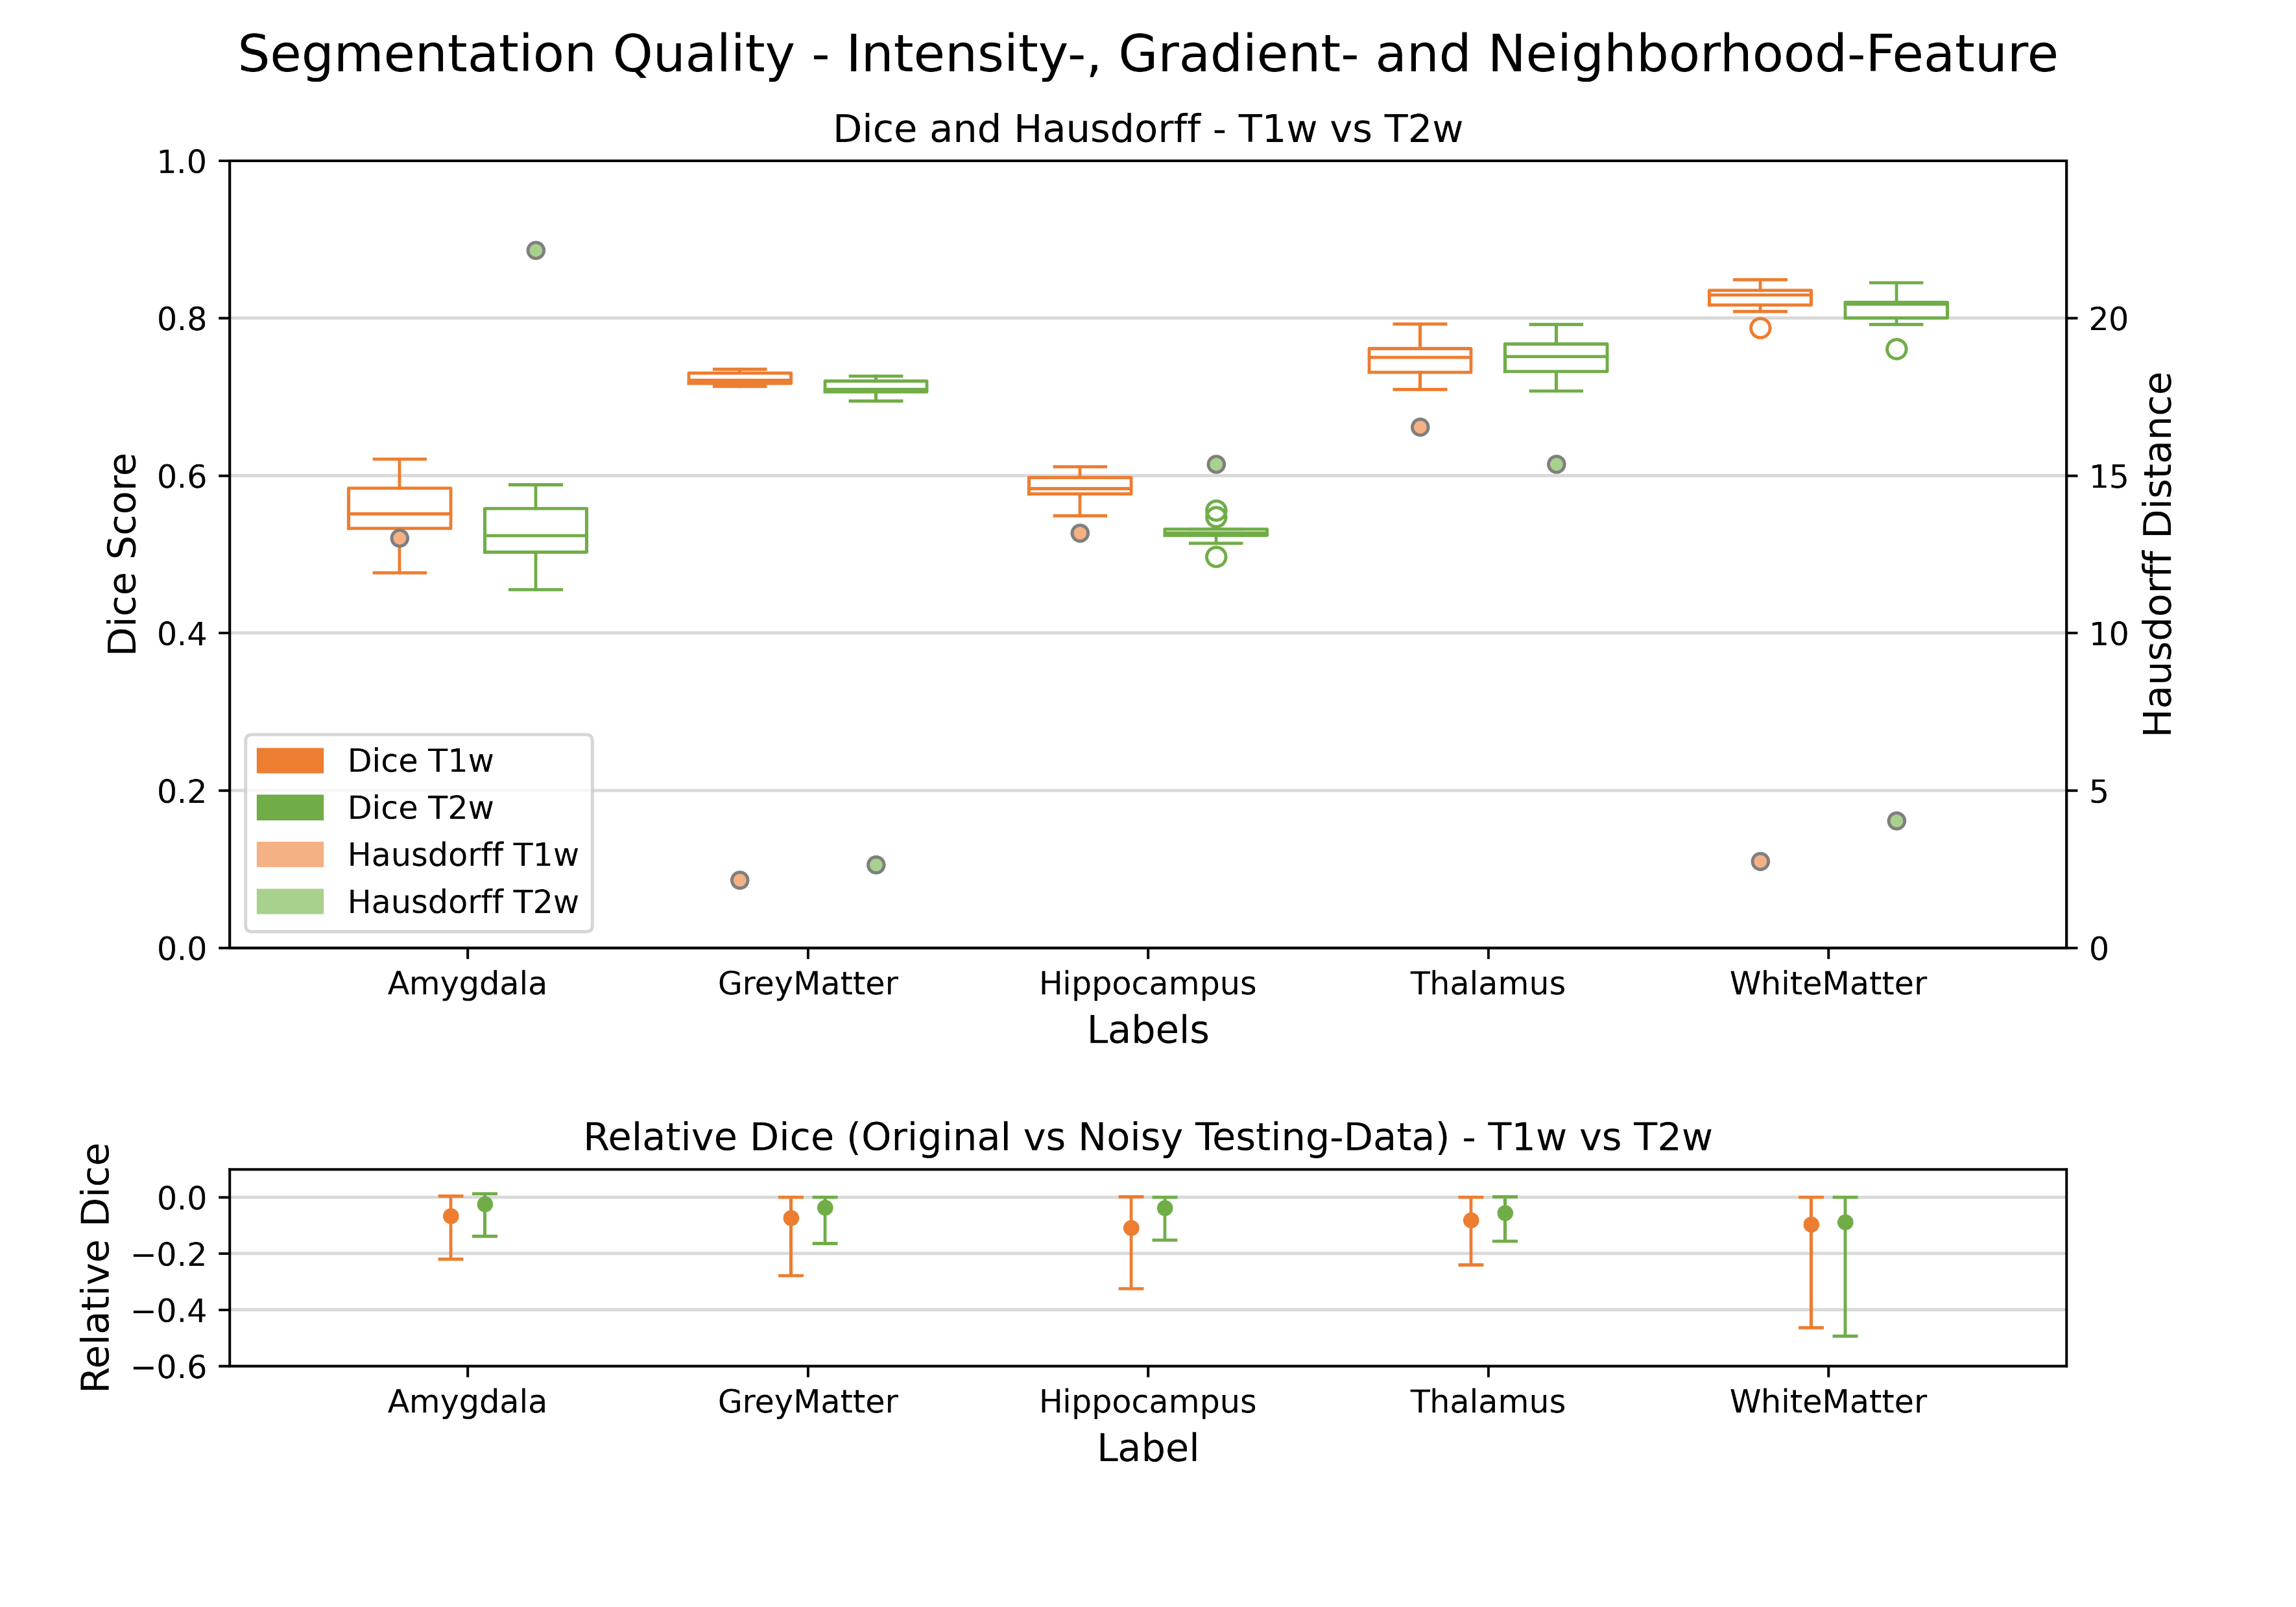 Segmentation Quality - Intensity-, Gradient- and Neighborhood-Feature
Dice and Hausdorff - T1w vs T2w
1.0
0.8
0.6
0.4
0.2
0.0
Dice Score
20
15
10
5
0
Hausdorff Distance
Dice T1w
Dice T2w
Hausdorff T1w
Hausdorff T2w
Amygdala GreyMatter Hippocampus Thalamus WhiteMatter
Labels
Relative Dice (Original vs Noisy Testing-Data) - T1w vs T2w
0.0
−0.2
−0.4
−0.6
Relative Dice
Amygdala GreyMatter Hippocampus Thalamus WhiteMatter
Label